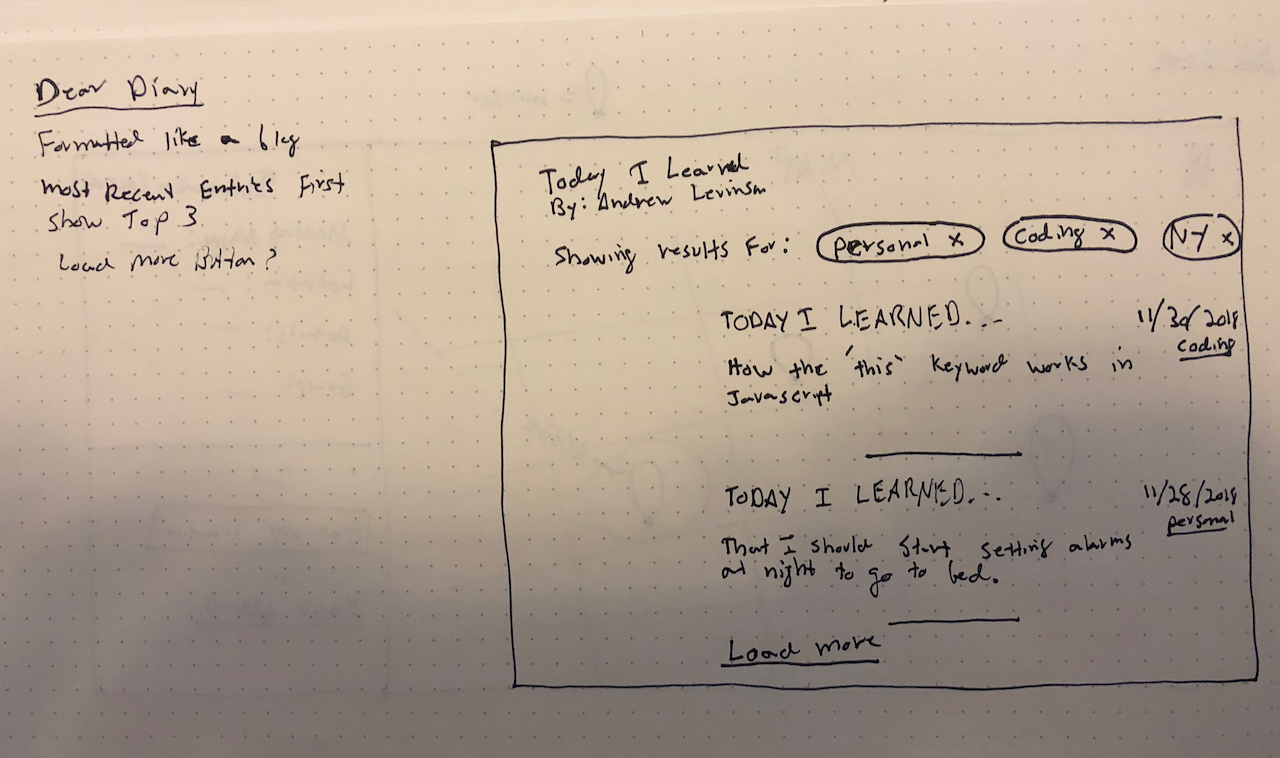 Dear Diary
Formatted like a blog
most Recent Entries First
Show Top 3
Load more Button?
Today I Learned
By: Andrew Levinson
Showing results For:
personal x
Coding x
NY x
TODAY I LEARNED...
11/30/2018
coding
How the 'this' keyword works in
Javascript
TODAY I LEARNED...
11/28/2018
personal
That I should start setting alarms
at night to go to bed.
Load more